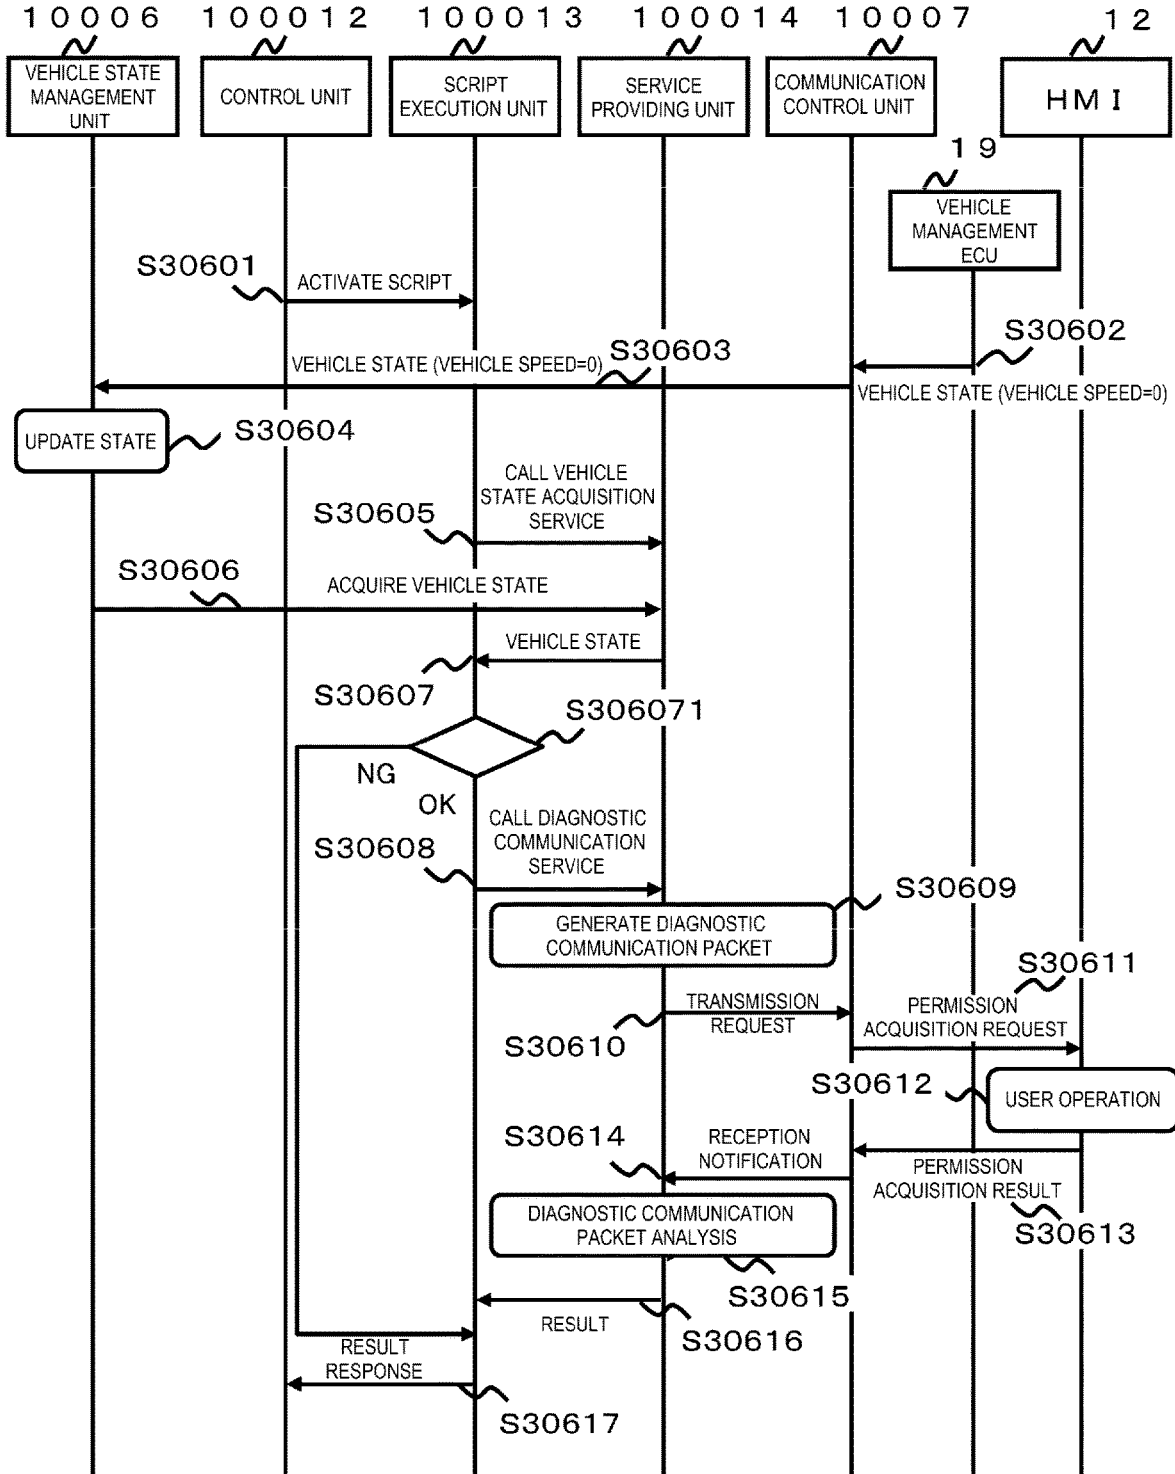 10006
100012
100013
100014
10007
12
VEHICLE STATE
MANAGEMENT
UNIT
CONTROL UNIT
SCRIPT
EXECUTION UNIT
SERVICE
PROVIDING UNIT
COMMUNICATION
CONTROL UNIT
HMI
19
VEHICLE
MANAGEMENT
ECU
S30601
ACTIVATE SCRIPT
S30602
VEHICLE STATE (VEHICLE SPEED=0)
S30603
VEHICLE STATE (VEHICLE SPEED=0)
UPDATE STATE
S30604
CALL VEHICLE
STATE ACQUISITION
SERVICE
S30605
S30606
ACQUIRE VEHICLE STATE
VEHICLE STATE
S30607
S306071
NG
OK
CALL DIAGNOSTIC
COMMUNICATION
SERVICE
S30608
S30609
GENERATE DIAGNOSTIC
COMMUNICATION PACKET
S30611
TRANSMISSION
REQUEST
PERMISSION
ACQUISITION REQUEST
S30610
S30612
USER OPERATION
S30614
RECEPTION
NOTIFICATION
PERMISSION
ACQUISITION RESULT
S30613
DIAGNOSTIC COMMUNICATION
PACKET ANALYSIS
S30615
RESULT
S30616
RESULT
RESPONSE
S30617